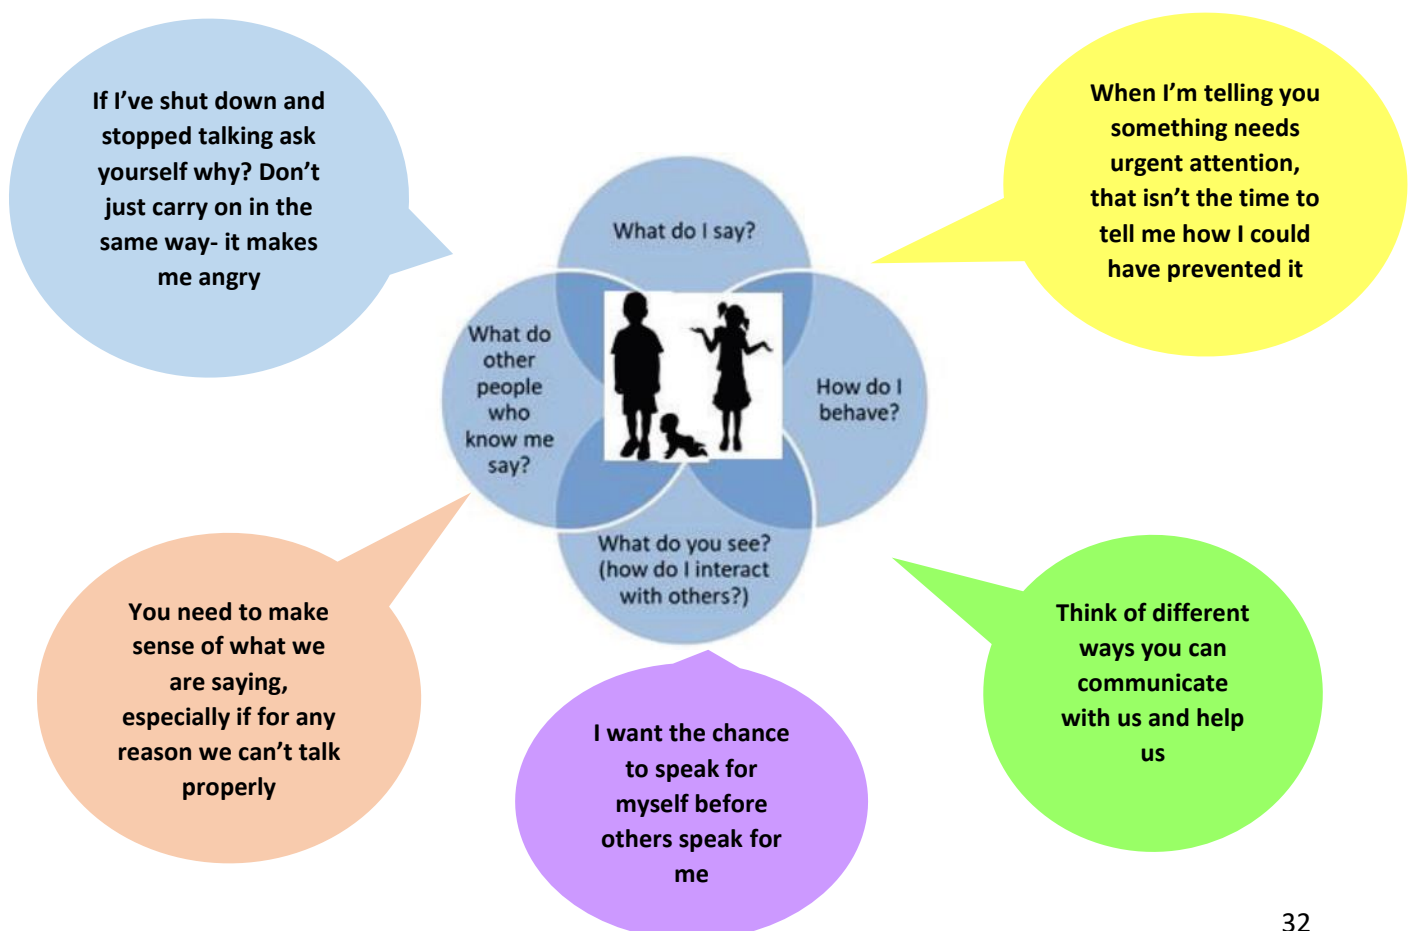 If I’ve shut down and
stopped talking ask
yourself why? Don’t
just carry on in the
same way- it makes
me angry
When I’m telling you
something needs
urgent attention,
that isn’t the time to
tell me how I could
have prevented it
What do I say?
What do
other
people
who
know me
say?
How do I
behave?
What do you see?
(how do I interact
with others?)
You need to make
sense of what we
are saying,
especially if for any
reason we can’t talk
properly
I want the chance
to speak for
myself before
others speak for
me
Think of different
ways you can
communicate
with us and help
us
32